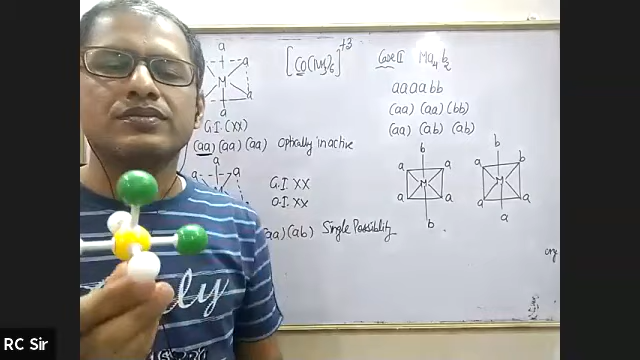 a
a
M
a
a
G.I. (XX)
(aa) (aa) (aa) Optically inactive
a
M a
G.I. XX
O.I. XX
aa) (ab) Single Possibility
[Co(NH3)6]+3
Case II Ma4b2
aaaabb
(aa) (aa) (bb)
(aa) (ab) (ab)
b
a a
M
a a
b
b
a b
M
a a
a
RC Sir